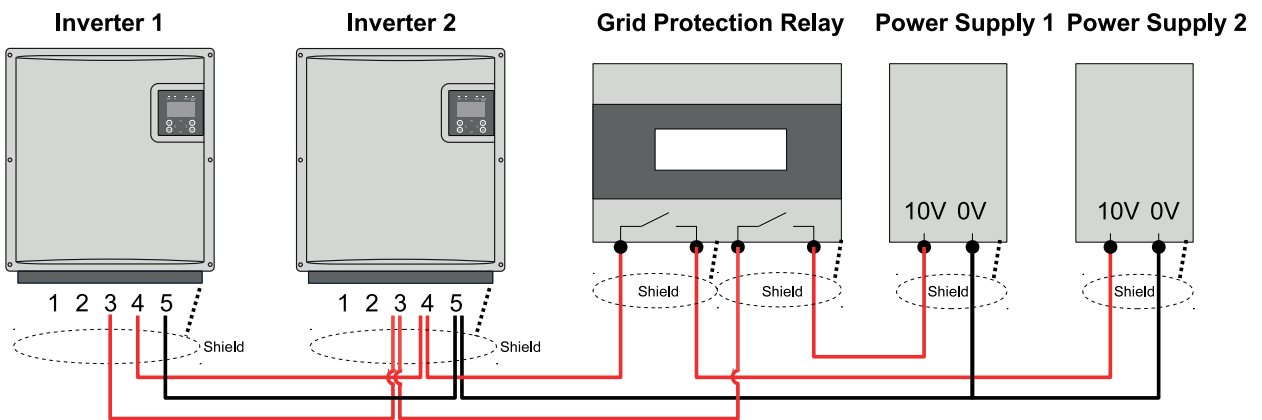 Inverter 1 Inverter 2 Grid Protection Relay Power Supply 1 Power Supply 2
10V 0V 10V 0V
Shield Shield Shield Shield
1 2 3 4 5 1 2 3 4 5
Shield Shield